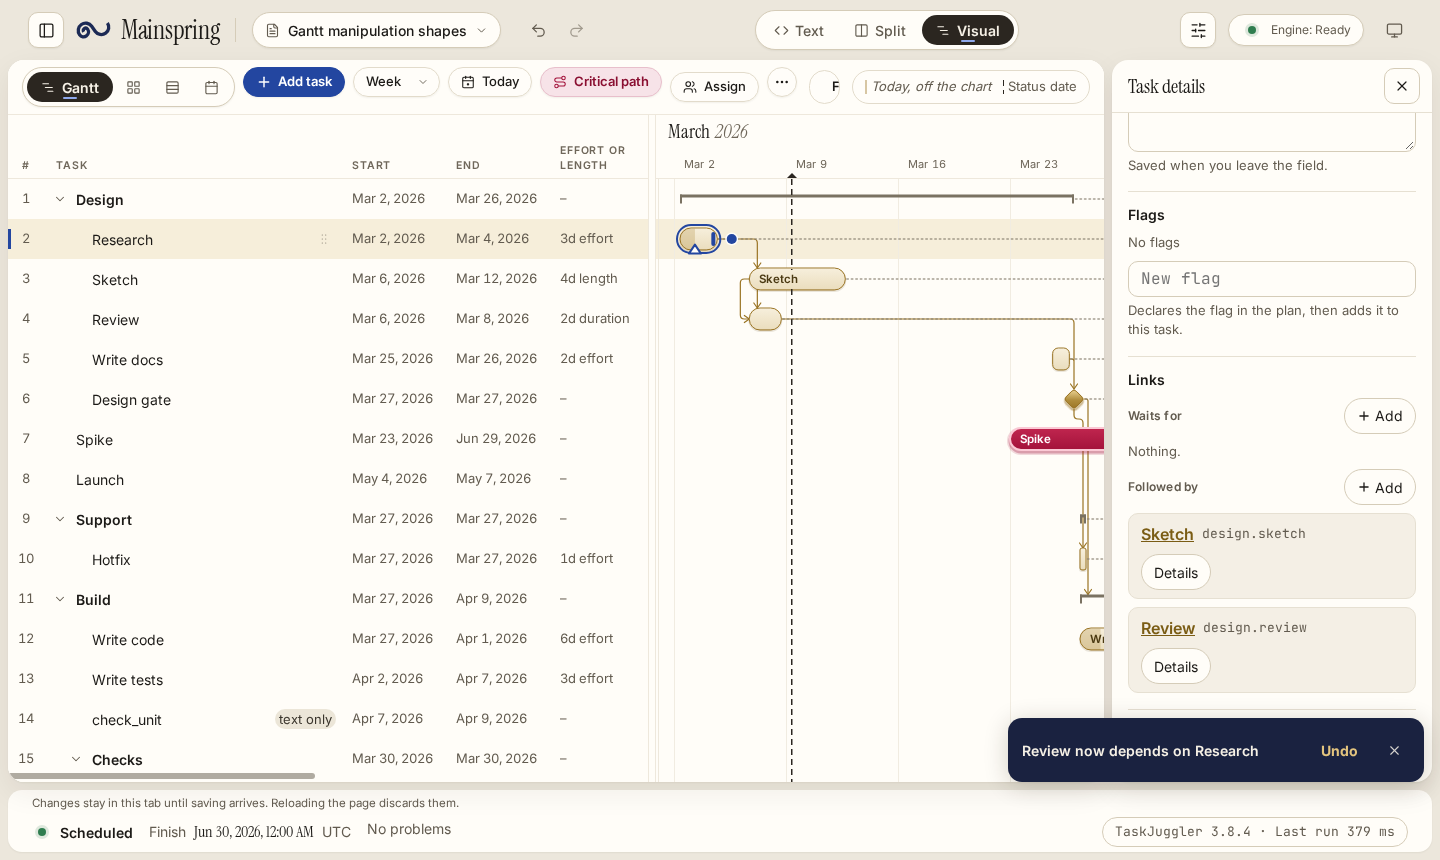 Mainspring
Gantt manipulation shapes
Text
Split
Visual
Engine: Ready
Gantt
Add task
Week
Today
Critical path
Assign
Today, off the chart
Status date
Task details
March 2026
# TASK START END EFFORT OR LENGTH
Mar 2 Mar 9 Mar 16 Mar 23
1 Design Mar 2, 2026 Mar 26, 2026 –
2 Research Mar 2, 2026 Mar 4, 2026 3d effort
3 Sketch Mar 6, 2026 Mar 12, 2026 4d length
Sketch
4 Review Mar 6, 2026 Mar 8, 2026 2d duration
5 Write docs Mar 25, 2026 Mar 26, 2026 2d effort
6 Design gate Mar 27, 2026 Mar 27, 2026 –
7 Spike Mar 23, 2026 Jun 29, 2026 –
Spike
8 Launch May 4, 2026 May 7, 2026 –
9 Support Mar 27, 2026 Mar 27, 2026 –
10 Hotfix Mar 27, 2026 Mar 27, 2026 1d effort
11 Build Mar 27, 2026 Apr 9, 2026 –
12 Write code Mar 27, 2026 Apr 1, 2026 6d effort
13 Write tests Apr 2, 2026 Apr 7, 2026 3d effort
14 check_unit text only Apr 7, 2026 Apr 9, 2026 –
15 Checks Mar 30, 2026 Mar 30, 2026 –
Saved when you leave the field.
Flags
No flags
New flag
Declares the flag in the plan, then adds it to
this task.
Links
Waits for
Add
Nothing.
Followed by
Add
Sketch design.sketch
Details
Review design.review
Details
Review now depends on Research
Undo
Changes stay in this tab until saving arrives. Reloading the page discards them.
Scheduled Finish Jun 30, 2026, 12:00 AM UTC No problems
TaskJuggler 3.8.4 · Last run 379 ms